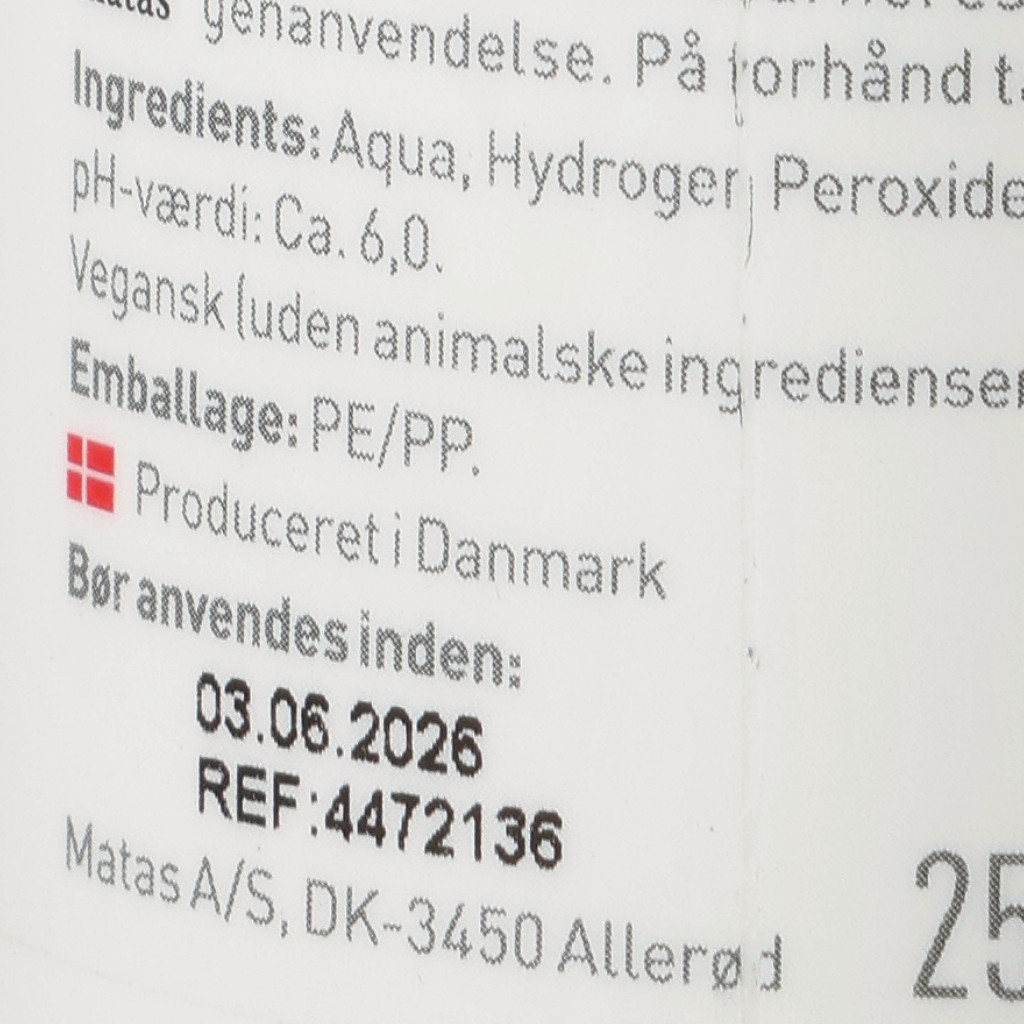 genanvendelse. På forhånd
Ingredients: Aqua, Hydrogen Peroxide
pH-værdi: Ca. 6,0.
Vegansk (uden animalske ingredienser
Emballage: PE/PP.
Produceret i Danmark
Bør anvendes inden:
03.06.2026
REF:4472136
Matas A/S, DK-3450 Allerød
25